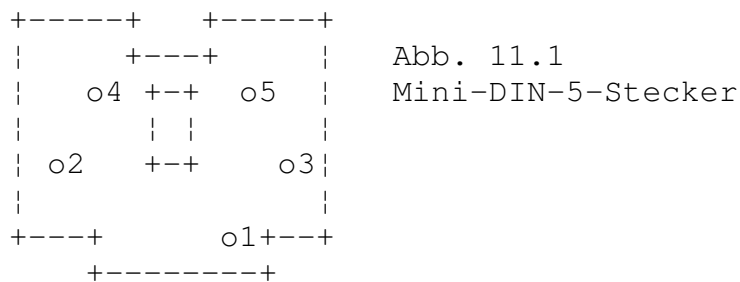 +-----+   +-----+
¦      +----+      ¦   Abb. 11.1
¦   o4 +-+  o5   ¦   Mini-DIN-5-Stecker
¦      ¦ ¦      ¦
¦ o2   +-+    o3¦
¦               ¦
+---+      o1+--+
    +--------+